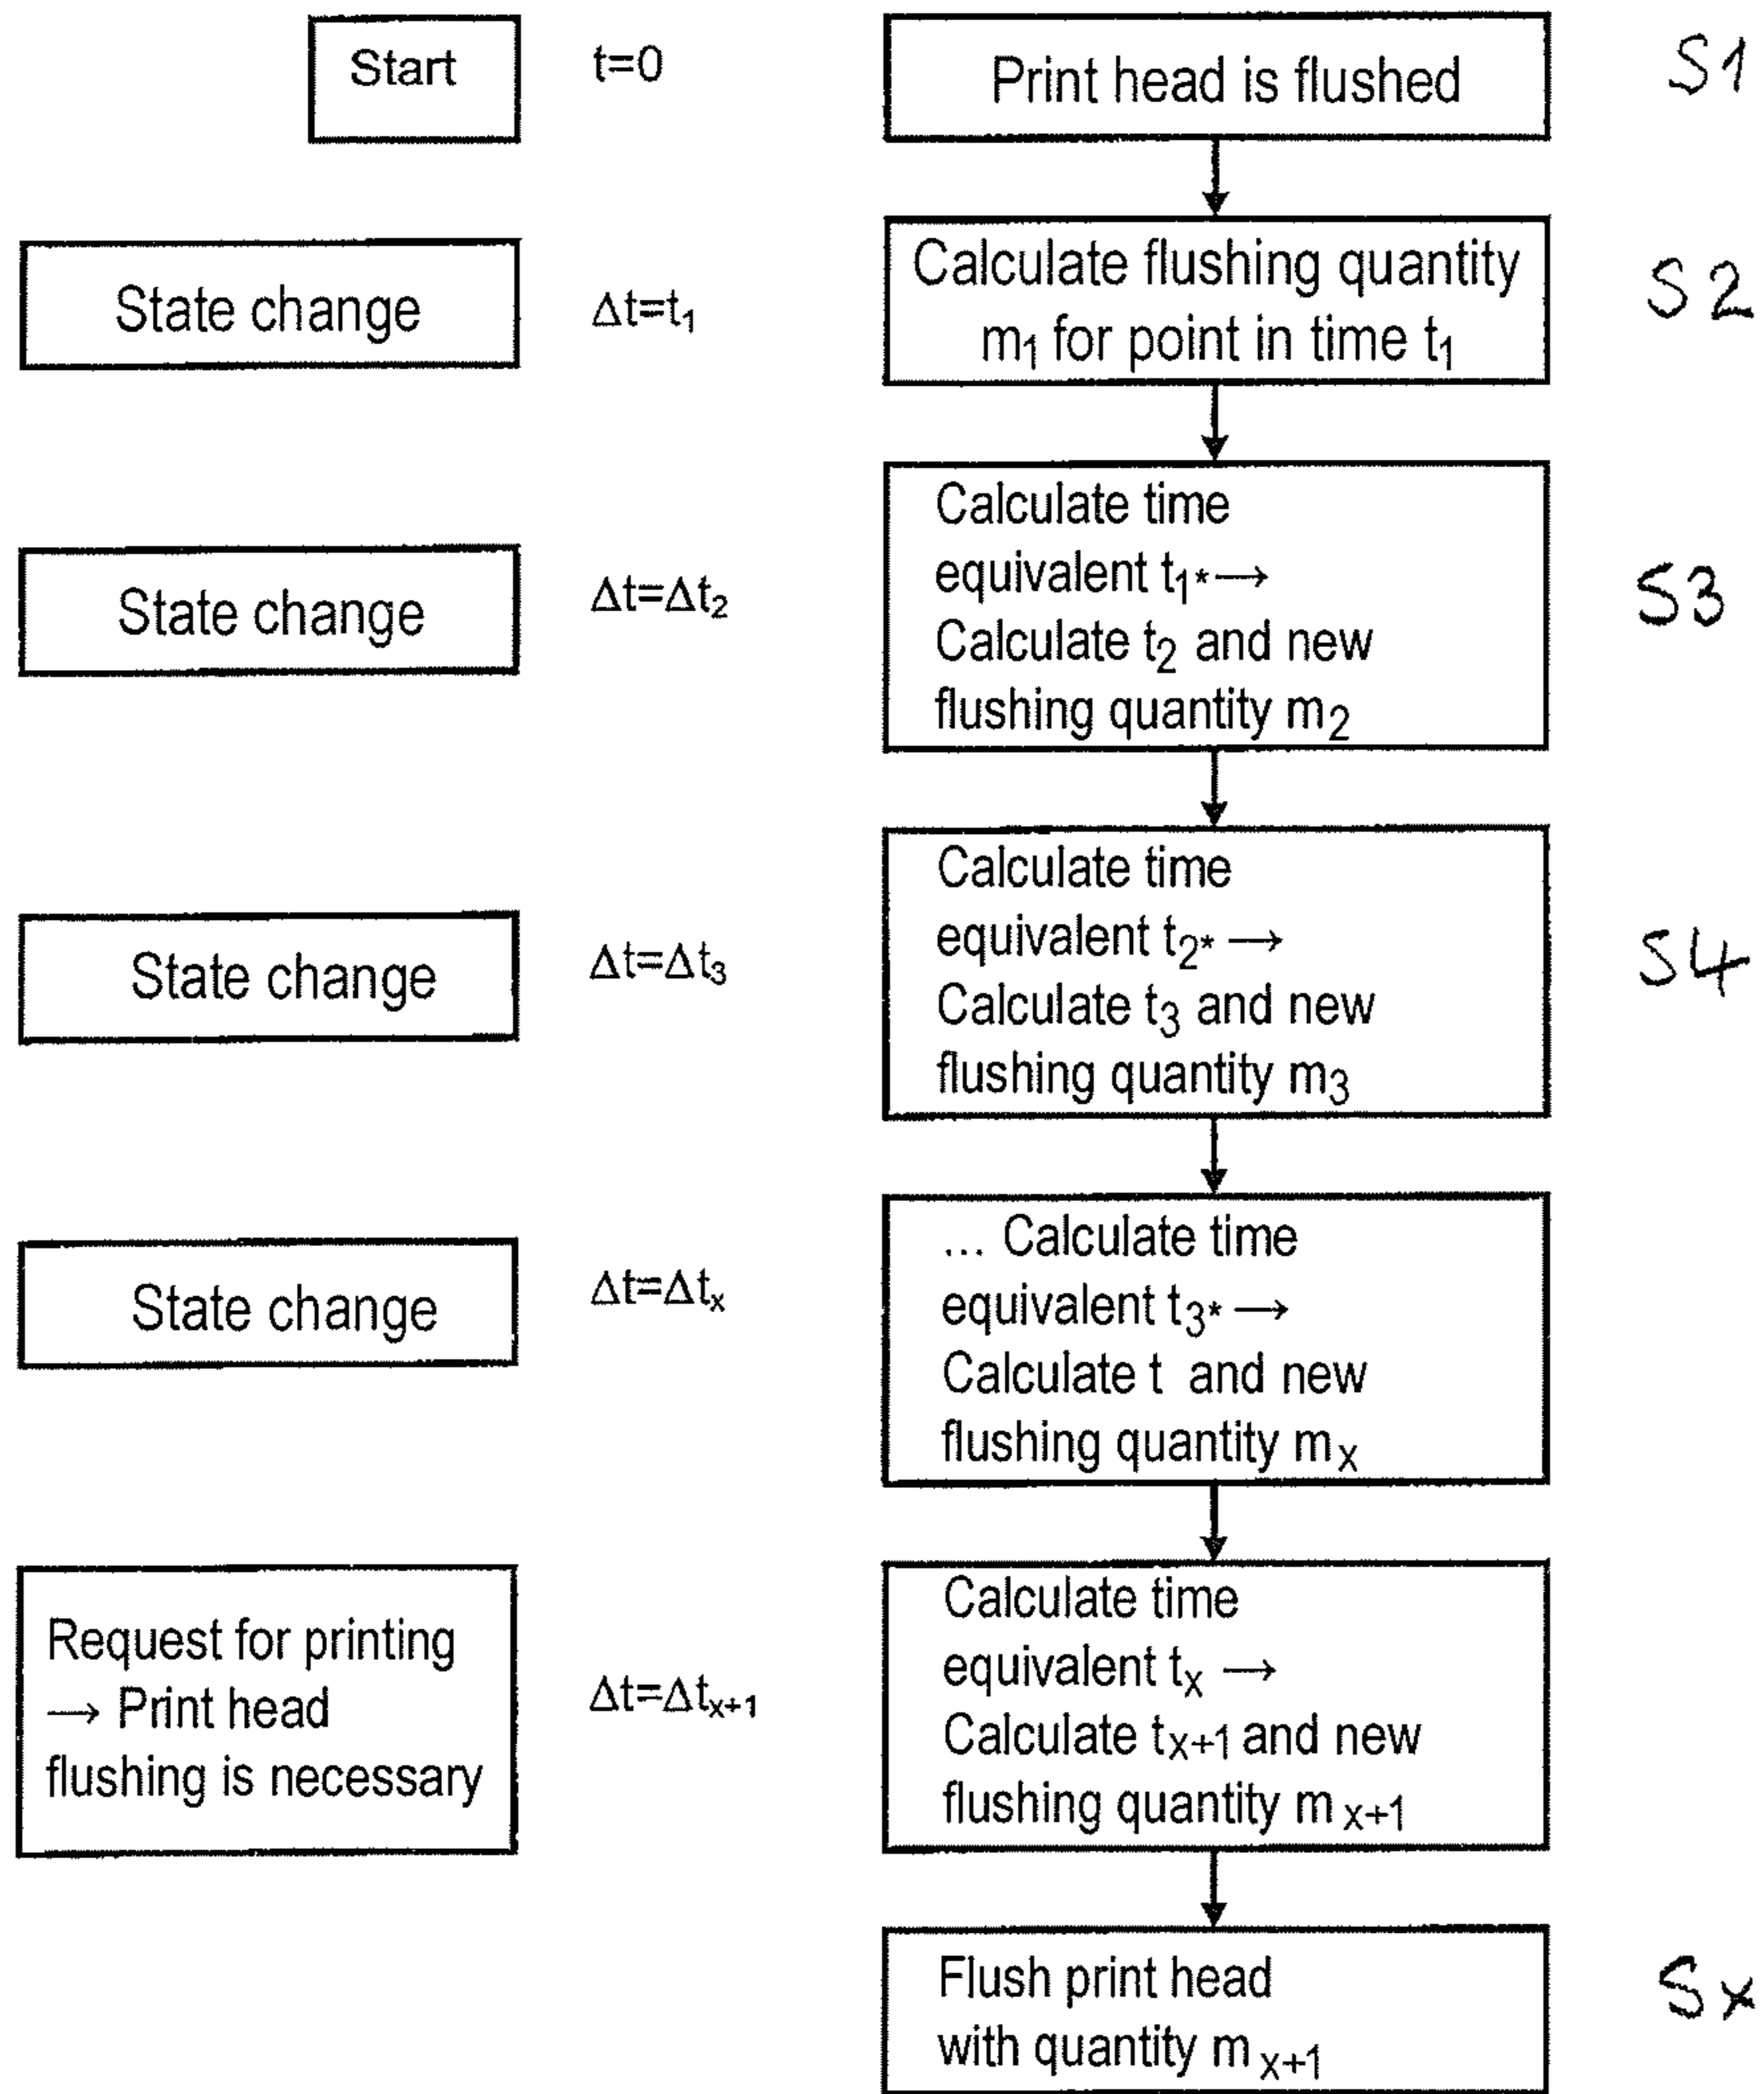 Start t=0 Print head is flushed S1
State change Δt=t₁ Calculate flushing quantity S2
m₁ for point in time t₁
State change Δt=Δt₂ S3
Calculate time
equivalent t₁* →
Calculate t₂ and new
flushing quantity m₂
State change Δt=Δt₃ S4
Calculate time
equivalent t₂* →
Calculate t₃ and new
flushing quantity m₃
State change Δt=Δtₓ
... Calculate time
equivalent t₃* →
Calculate t and new
flushing quantity mₓ
Request for printing
→ Print head
flushing is necessary
Δt=Δtₓ₊₁
Calculate time
equivalent tₓ →
Calculate tₓ₊₁ and new
flushing quantity mₓ₊₁
Flush print head
with quantity mₓ₊₁
Sx